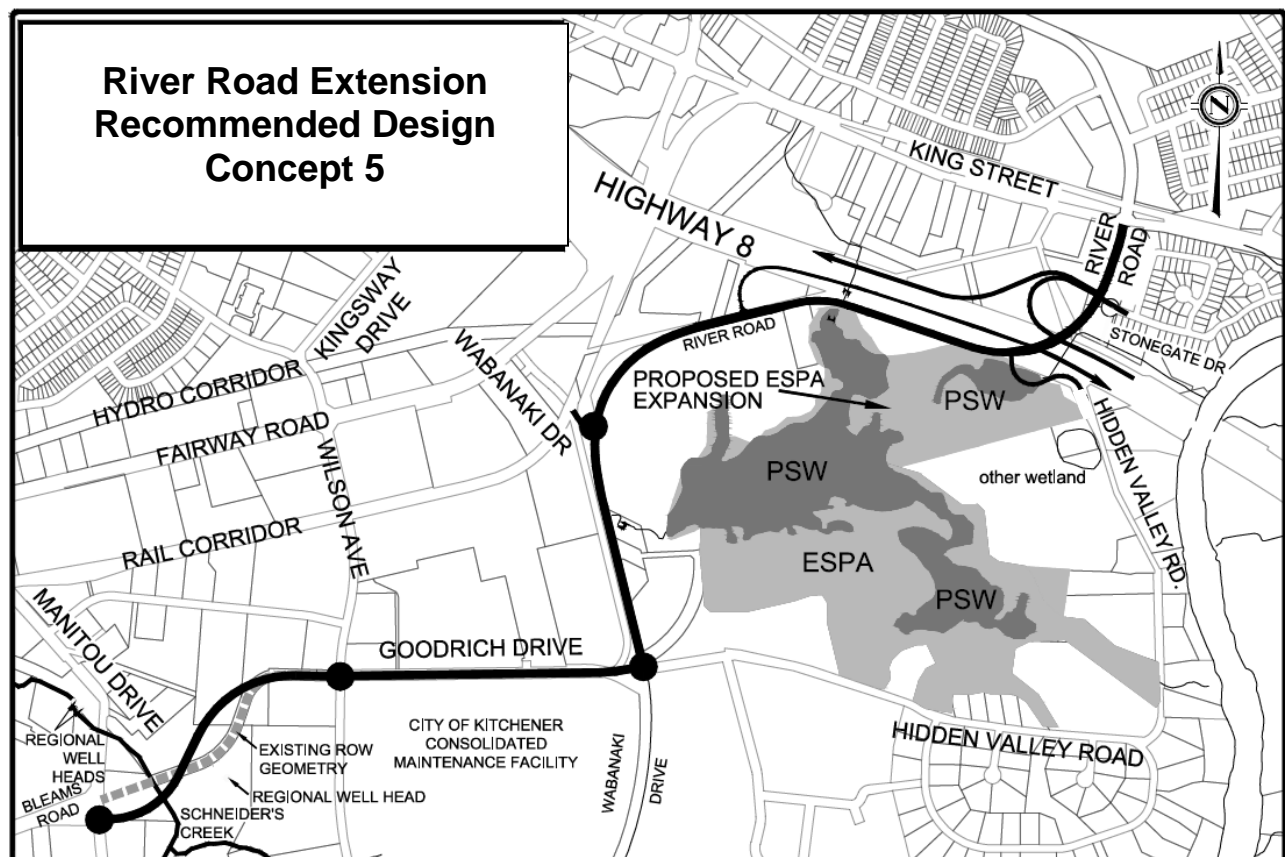 River Road Extension
Recommended Design
Concept 5
N
KING STREET
HIGHWAY 8
RIVER
ROAD
STONEGATE DR
KINGSWAY
DRIVE
WABANAKI DR
RIVER ROAD
HYDRO CORRIDOR
PROPOSED ESPA
EXPANSION
PSW
HIDDEN VALLEY RD.
FAIRWAY ROAD
WILSON AVE
PSW
other wetland
RAIL CORRIDOR
ESPA
PSW
MANITOU DRIVE
GOODRICH DRIVE
REGIONAL
WELL
HEADS
EXISTING ROW
GEOMETRY
CITY OF KITCHENER
CONSOLIDATED
MAINTENANCE FACILITY
WABANAKI
DRIVE
HIDDEN VALLEY ROAD
REGIONAL WELL HEAD
BLEAMS
ROAD
SCHNEIDER'S
CREEK